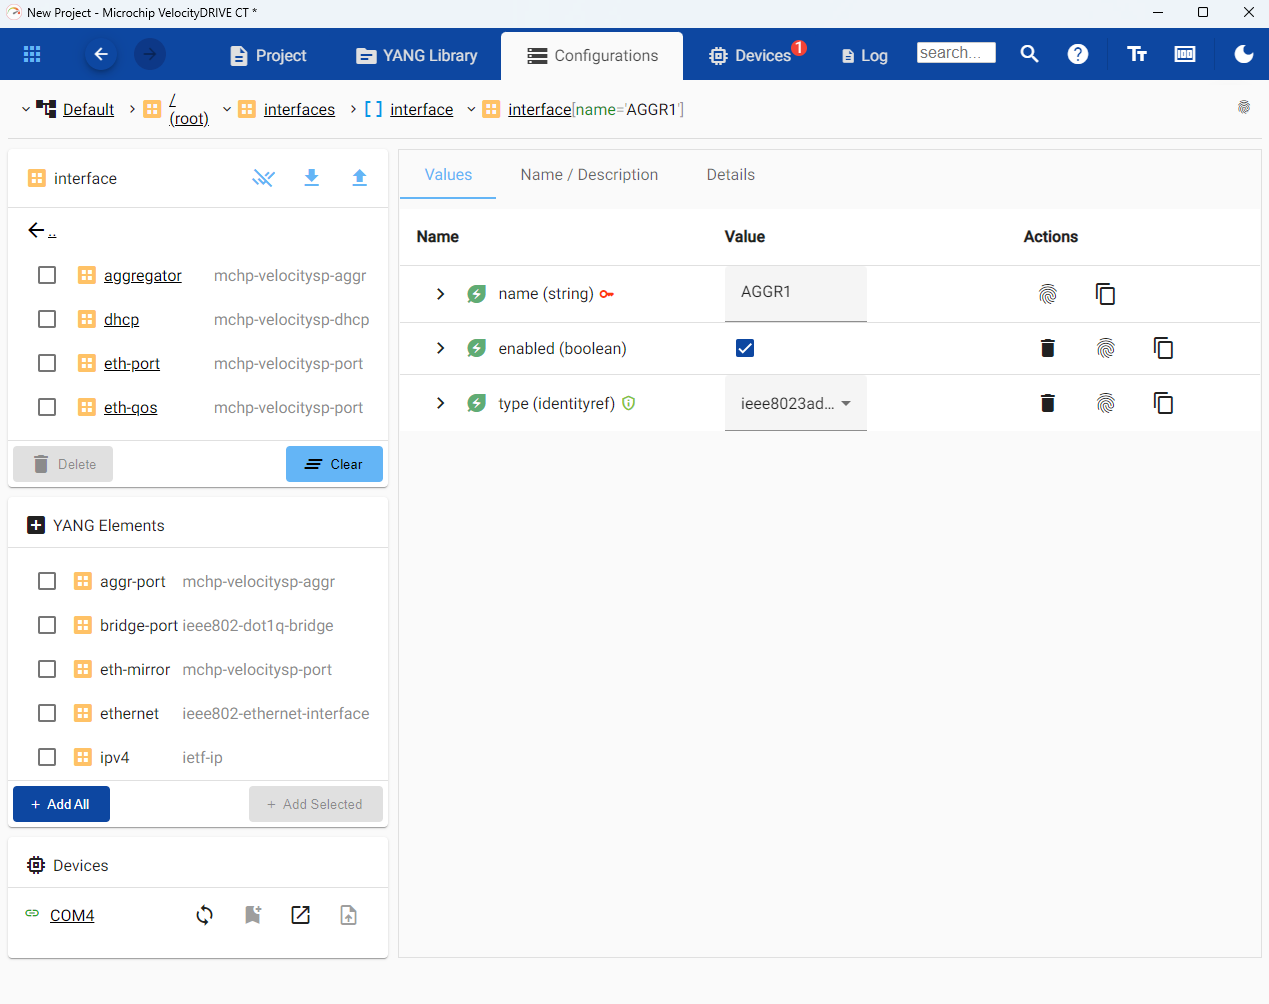 New Project - Microchip VelocityDRIVE CT *
Project
YANG Library
Configurations
Devices 1
Log
search...
Default
/
(root)
interfaces
interface
interface[name='AGGR1']
interface
..
aggregator mchp-velocitysp-aggr
dhcp mchp-velocitysp-dhcp
eth-port mchp-velocitysp-port
eth-qos mchp-velocitysp-port
Delete
Clear
YANG Elements
aggr-port mchp-velocitysp-aggr
bridge-port ieee802-dot1q-bridge
eth-mirror mchp-velocitysp-port
ethernet ieee802-ethernet-interface
ipv4 ietf-ip
+ Add All
+ Add Selected
Devices
COM4
Values
Name / Description
Details
Name Value Actions
name (string) AGGR1
enabled (boolean)
type (identityref) ieee8023ad...